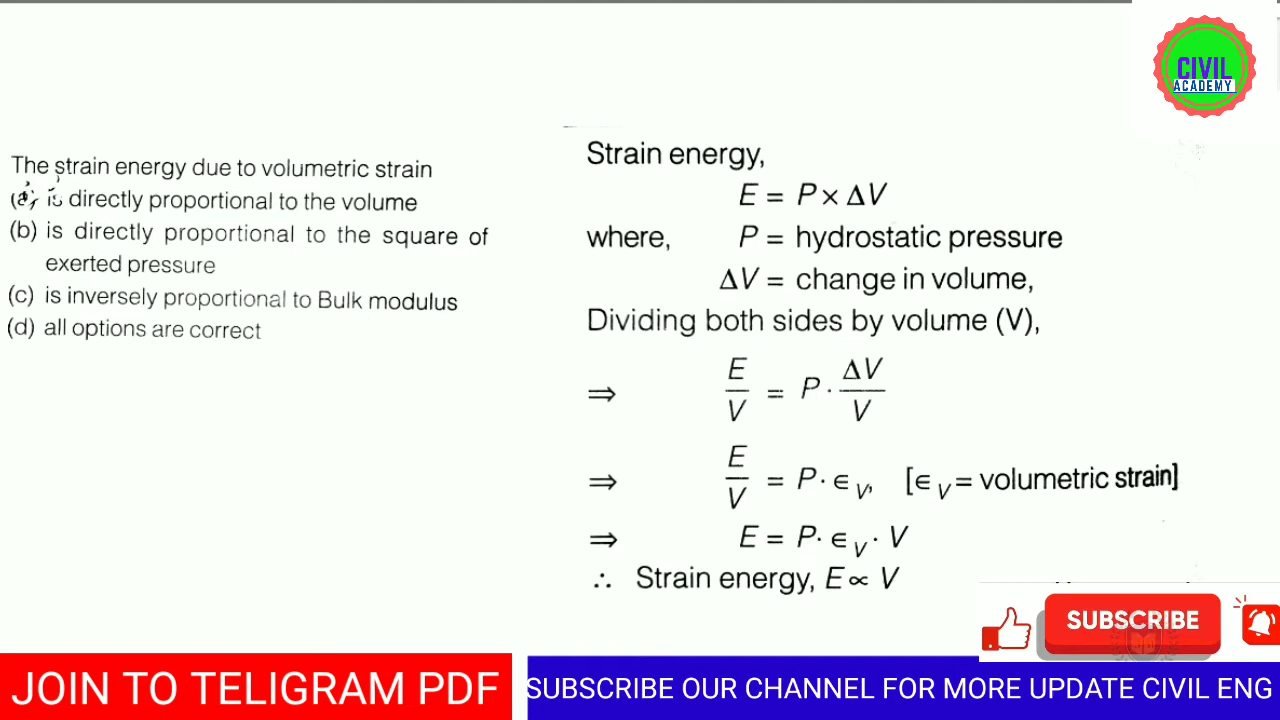 CIVIL
ACADEMY
The strain energy due to volumetric strain
is directly proportional to the volume
(b) is directly proportional to the square of
exerted pressure
(c) is inversely proportional to Bulk modulus
(d) all options are correct
Strain energy,
E = P × ΔV
where, P = hydrostatic pressure
ΔV = change in volume,
Dividing both sides by volume (V),
⇒ E/V = P · ΔV/V
⇒ E/V = P · ∈V, [∈V = volumetric strain]
⇒ E = P · ∈V · V
∴ Strain energy, E ∝ V
SUBSCRIBE
JOIN TO TELIGRAM PDF
SUBSCRIBE OUR CHANNEL FOR MORE UPDATE CIVIL ENG